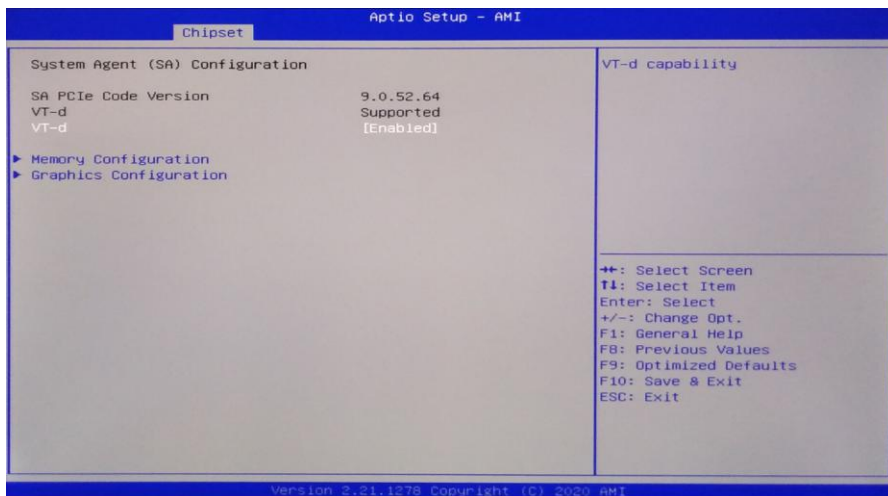 Aptio Setup - AMI
Chipset
System Agent (SA) Configuration
SA PCIe Code Version 9.0.52.64
VT-d Supported
VT-d [Enabled]
▶ Memory Configuration
▶ Graphics Configuration
VT-d capability
→←: Select Screen
↑↓: Select Item
Enter: Select
+/-: Change Opt.
F1: General Help
F8: Previous Values
F9: Optimized Defaults
F10: Save & Exit
ESC: Exit
Version 2.21.1278 Copyright (C) 2020 AMI